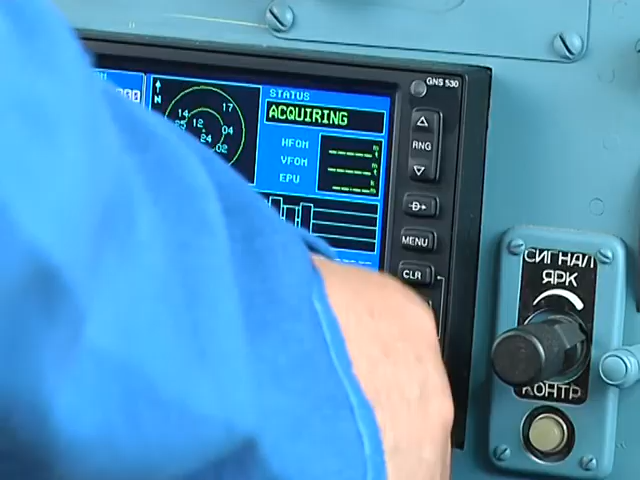 GNS 530
STATUS
ACQUIRING
N
17
14
12
04
24
02
HFOM
VFOM
EPU
RNG
D
MENU
CLR
СИГНАЛ
ЯРК
КОНТР